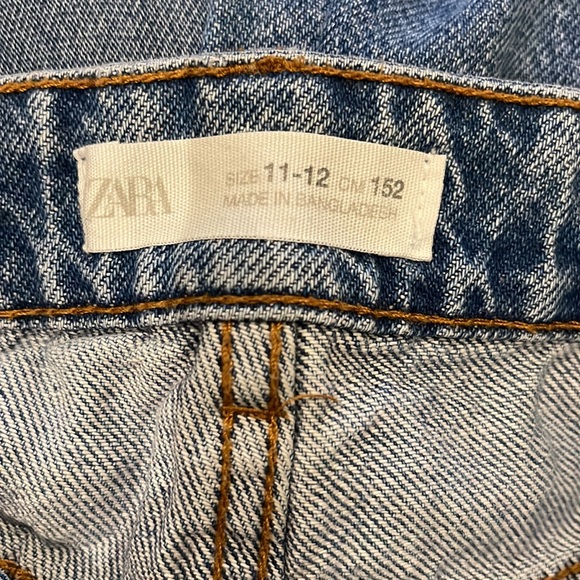 ZARA
SIZE 11-12 CM 152
MADE IN BANGLADESH